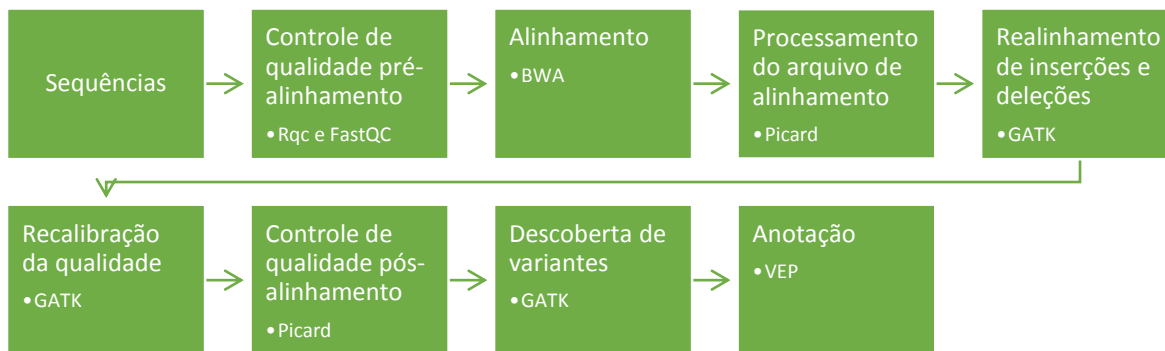 Sequências
Controle de
qualidade pré-
alinhamento
•Rqc e FastQC
Alinhamento
•BWA
Processamento
do arquivo de
alinhamento
•Picard
Realinhamento
de inserções e
deleções
•GATK
Recalibração
da qualidade
•GATK
Controle de
qualidade pós-
alinhamento
•Picard
Descoberta de
variantes
•GATK
Anotação
•VEP